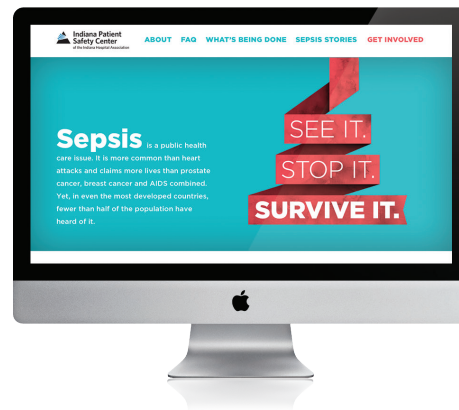 Indiana Patient
Safety Center
of the Indiana Hospital Association
ABOUT FAQ WHAT'S BEING DONE SEPSIS STORIES GET INVOLVED
Sepsis is a public health
care issue. It is more common than heart
attacks and claims more lives than prostate
cancer, breast cancer and AIDS combined.
Yet, in even the most developed countries,
fewer than half of the population have
heard of it.
SEE IT.
STOP IT.
SURVIVE IT.